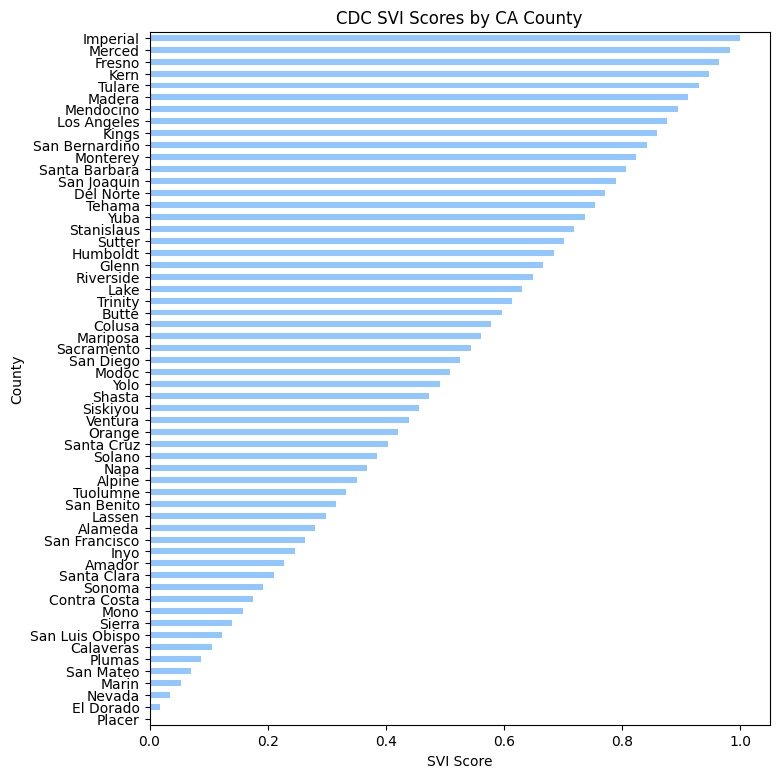 CDC SVI Scores by CA County
Imperial
Merced
Fresno
Kern
Tulare
Madera
Mendocino
Los Angeles
Kings
San Bernardino
Monterey
Santa Barbara
San Joaquin
Del Norte
Tehama
Yuba
Stanislaus
Sutter
Humboldt
Glenn
Riverside
Lake
Trinity
Butte
Colusa
Mariposa
Sacramento
San Diego
Modoc
Yolo
Shasta
Siskiyou
Ventura
Orange
Santa Cruz
Solano
Napa
Alpine
Tuolumne
San Benito
Lassen
Alameda
San Francisco
Inyo
Amador
Santa Clara
Sonoma
Contra Costa
Mono
Sierra
San Luis Obispo
Calaveras
Plumas
San Mateo
Marin
Nevada
El Dorado
Placer
County
0.0 0.2 0.4 0.6 0.8 1.0
SVI Score